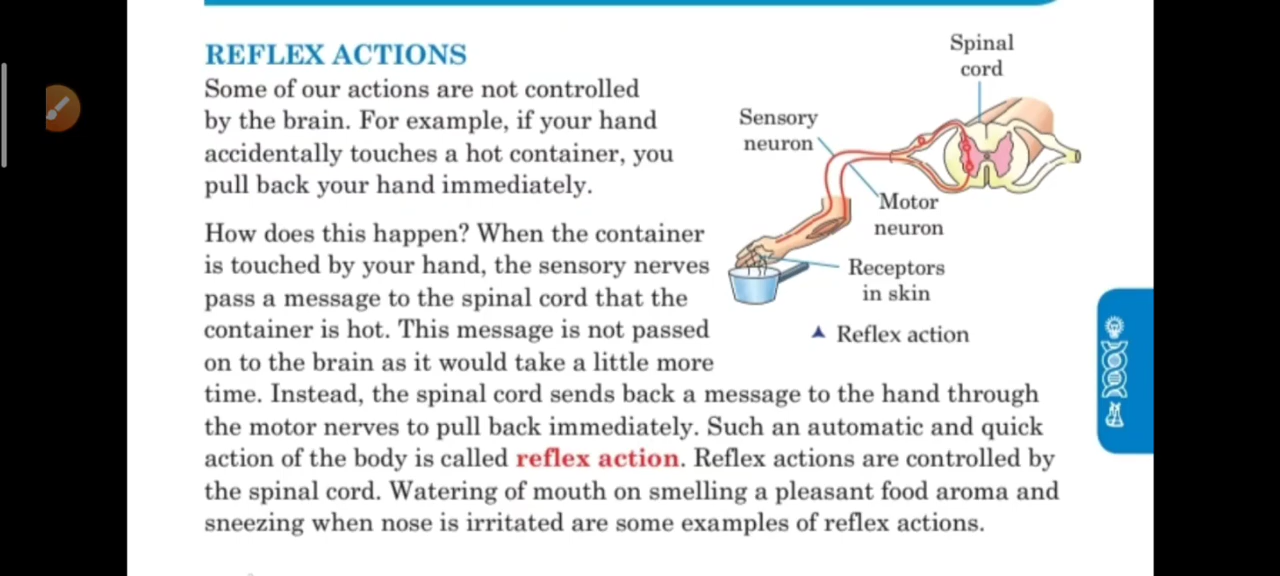 REFLEX ACTIONS
Some of our actions are not controlled
by the brain. For example, if your hand
accidentally touches a hot container, you
pull back your hand immediately.
How does this happen? When the container
is touched by your hand, the sensory nerves
pass a message to the spinal cord that the
container is hot. This message is not passed
on to the brain as it would take a little more
time. Instead, the spinal cord sends back a message to the hand through
the motor nerves to pull back immediately. Such an automatic and quick
action of the body is called reflex action. Reflex actions are controlled by
the spinal cord. Watering of mouth on smelling a pleasant food aroma and
sneezing when nose is irritated are some examples of reflex actions.
Spinal
cord
Sensory
neuron
Motor
neuron
Receptors
in skin
Reflex action